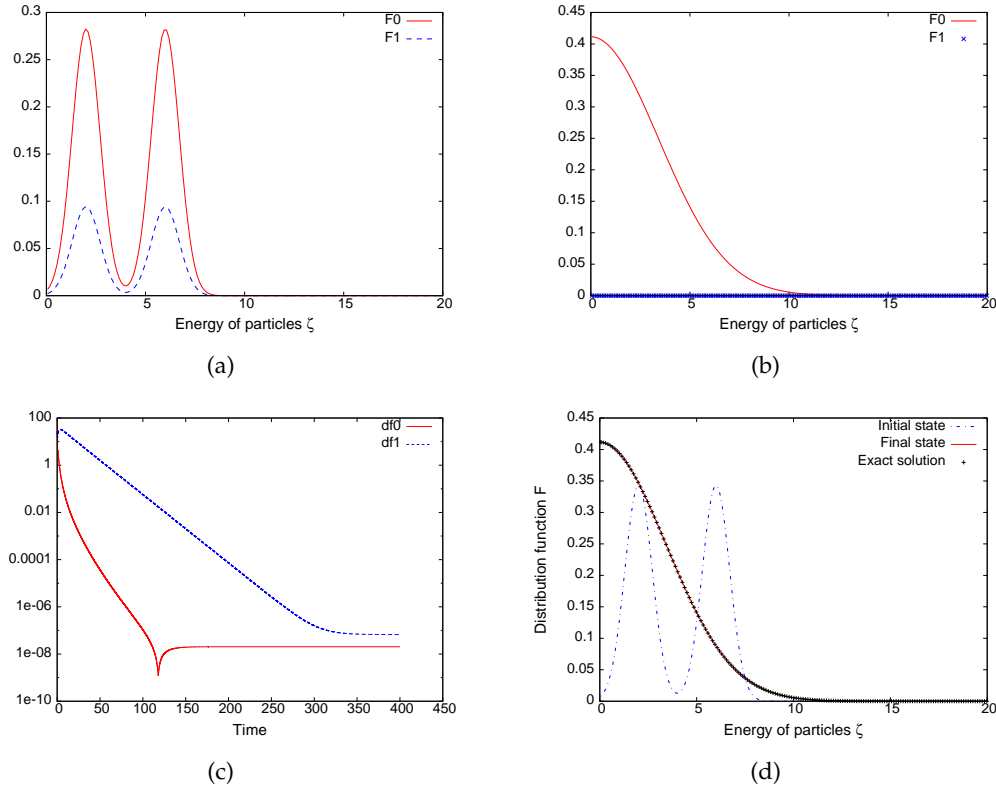 0.3
0.25
0.2
0.15
0.1
0.05
0
0 5 10 15 20
F0
F1
Energy of particles ζ
(a)
0.45
0.4
0.35
0.3
0.25
0.2
0.15
0.1
0.05
0
0 5 10 15 20
F0
F1
Energy of particles ζ
(b)
100
1
0.01
0.0001
1e-06
1e-08
1e-10
0 50 100 150 200 250 300 350 400 450
df0
df1
Time
(c)
Distribution function F
0.45
0.4
0.35
0.3
0.25
0.2
0.15
0.1
0.05
0
0 5 10 15 20
Initial state
Final state
Exact solution
Energy of particles ζ
(d)